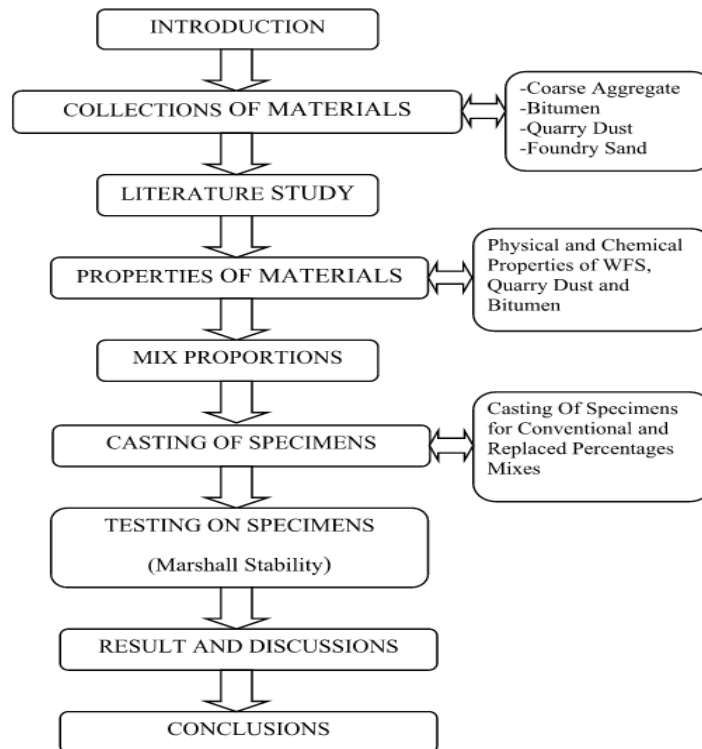 INTRODUCTION
COLLECTIONS OF MATERIALS
-Coarse Aggregate
-Bitumen
-Quarry Dust
-Foundry Sand
LITERATURE STUDY
PROPERTIES OF MATERIALS
Physical and Chemical
Properties of WFS,
Quarry Dust and
Bitumen
MIX PROPORTIONS
CASTING OF SPECIMENS
Casting Of Specimens
for Conventional and
Replaced Percentages
Mixes
TESTING ON SPECIMENS
(Marshall Stability)
RESULT AND DISCUSSIONS
CONCLUSIONS